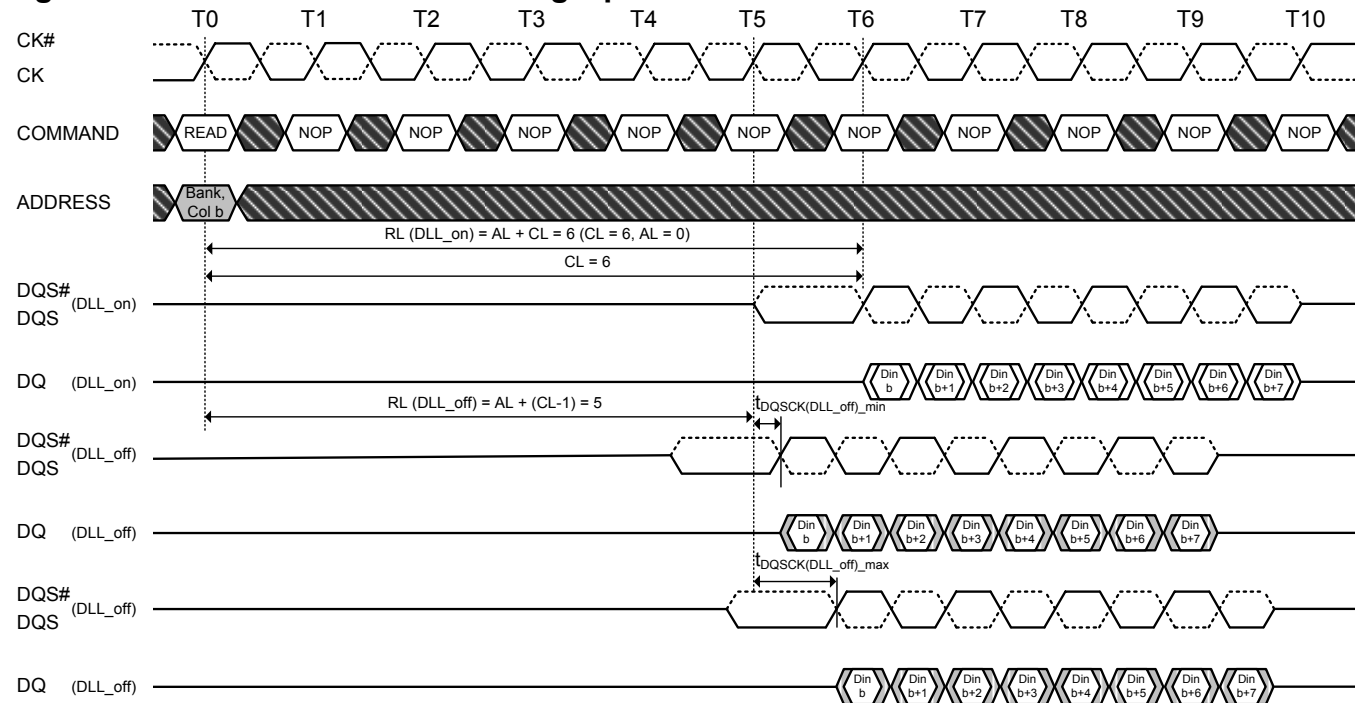 T0 T1 T2 T3 T4 T5 T6 T7 T8 T9 T10
CK#
CK
COMMAND READ NOP NOP NOP NOP NOP NOP NOP NOP NOP NOP
ADDRESS Bank,
Col b
RL (DLL_on) = AL + CL = 6 (CL = 6, AL = 0)
CL = 6
DQS# (DLL_on)
DQS
DQ (DLL_on) Din Din Din Din Din Din Din Din
b b+1 b+2 b+3 b+4 b+5 b+6 b+7
RL (DLL_off) = AL + (CL-1) = 5 tDQSCK(DLL_off)_min
DQS# (DLL_off)
DQS
DQ (DLL_off) Din Din Din Din Din Din Din Din
b b+1 b+2 b+3 b+4 b+5 b+6 b+7
tDQSCK(DLL_off)_max
DQS# (DLL_off)
DQS
DQ (DLL_off) Din Din Din Din Din Din Din Din
b b+1 b+2 b+3 b+4 b+5 b+6 b+7